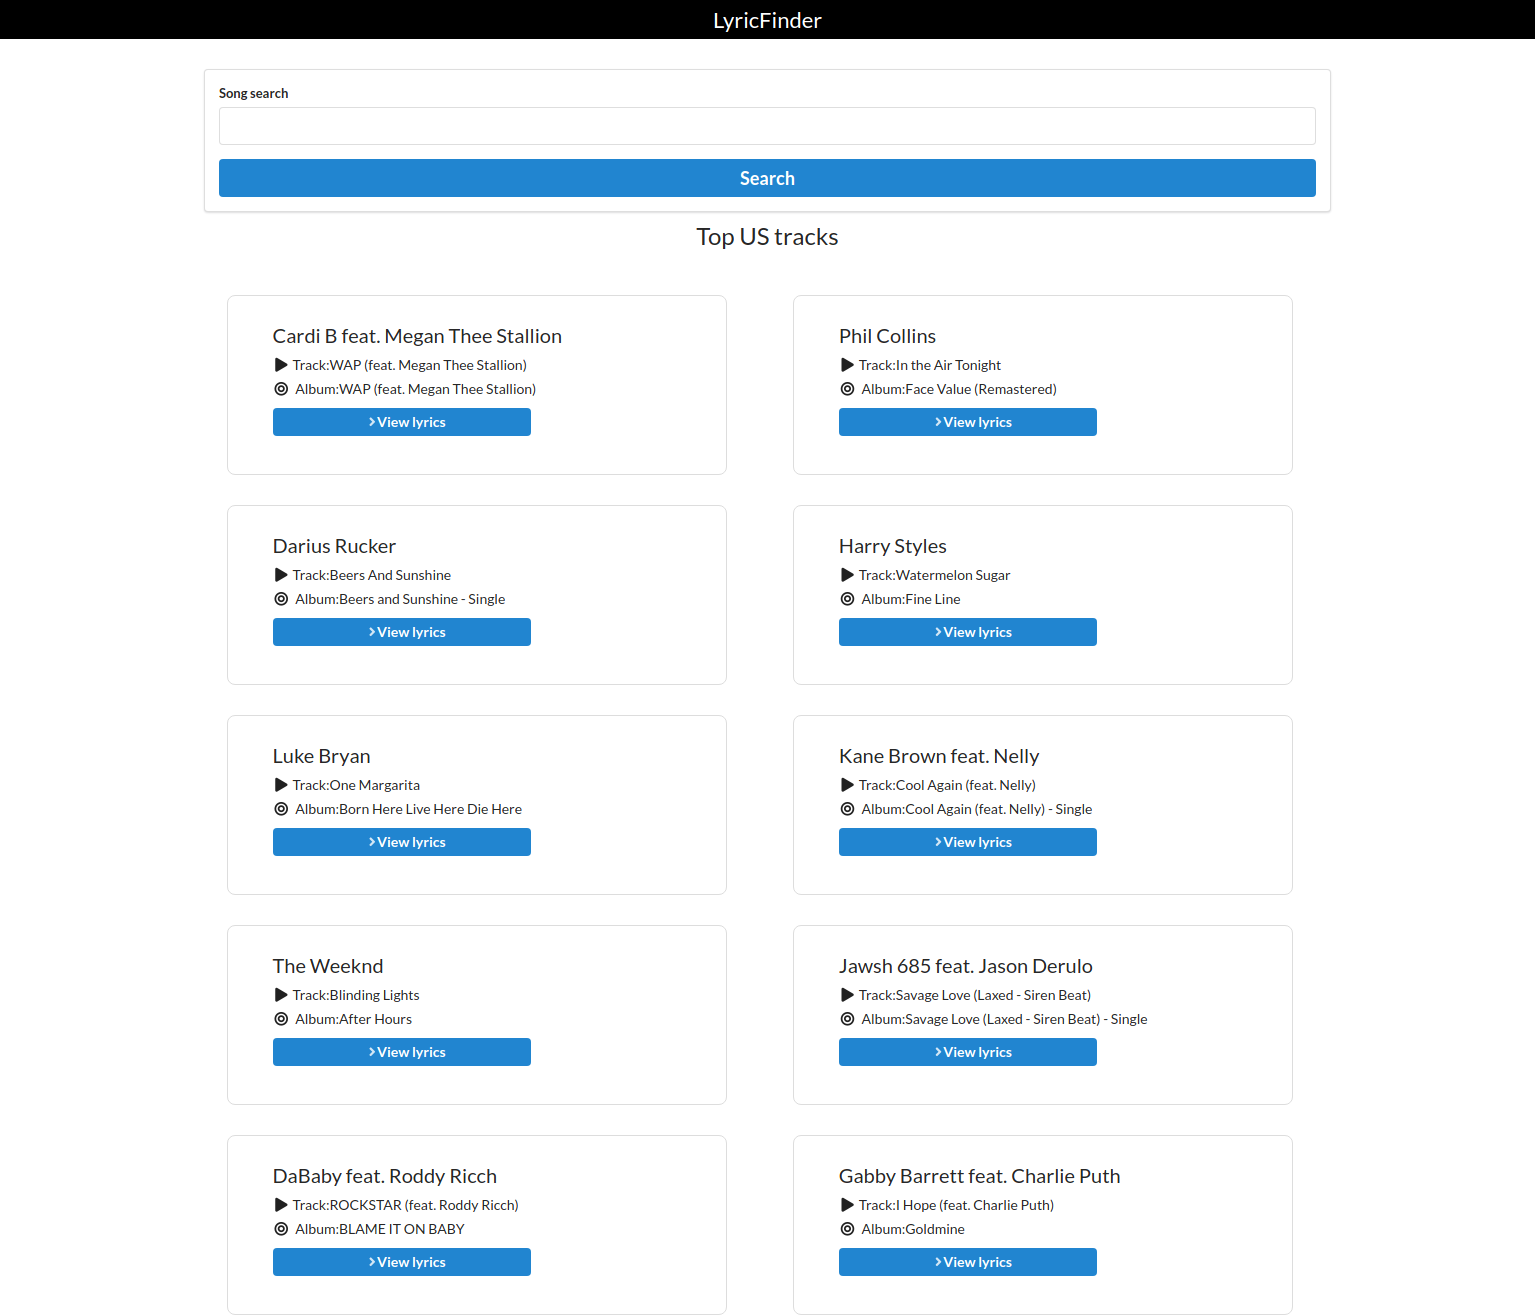 LyricFinder
Song search
Search
Top US tracks
Cardi B feat. Megan Thee Stallion
Track:WAP (feat. Megan Thee Stallion)
Album:WAP (feat. Megan Thee Stallion)
View lyrics
Phil Collins
Track:In the Air Tonight
Album:Face Value (Remastered)
View lyrics
Darius Rucker
Track:Beers And Sunshine
Album:Beers and Sunshine - Single
View lyrics
Harry Styles
Track:Watermelon Sugar
Album:Fine Line
View lyrics
Luke Bryan
Track:One Margarita
Album:Born Here Live Here Die Here
View lyrics
Kane Brown feat. Nelly
Track:Cool Again (feat. Nelly)
Album:Cool Again (feat. Nelly) - Single
View lyrics
The Weeknd
Track:Blinding Lights
Album:After Hours
View lyrics
Jawsh 685 feat. Jason Derulo
Track:Savage Love (Laxed - Siren Beat)
Album:Savage Love (Laxed - Siren Beat) - Single
View lyrics
DaBaby feat. Roddy Ricch
Track:ROCKSTAR (feat. Roddy Ricch)
Album:BLAME IT ON BABY
View lyrics
Gabby Barrett feat. Charlie Puth
Track:I Hope (feat. Charlie Puth)
Album:Goldmine
View lyrics